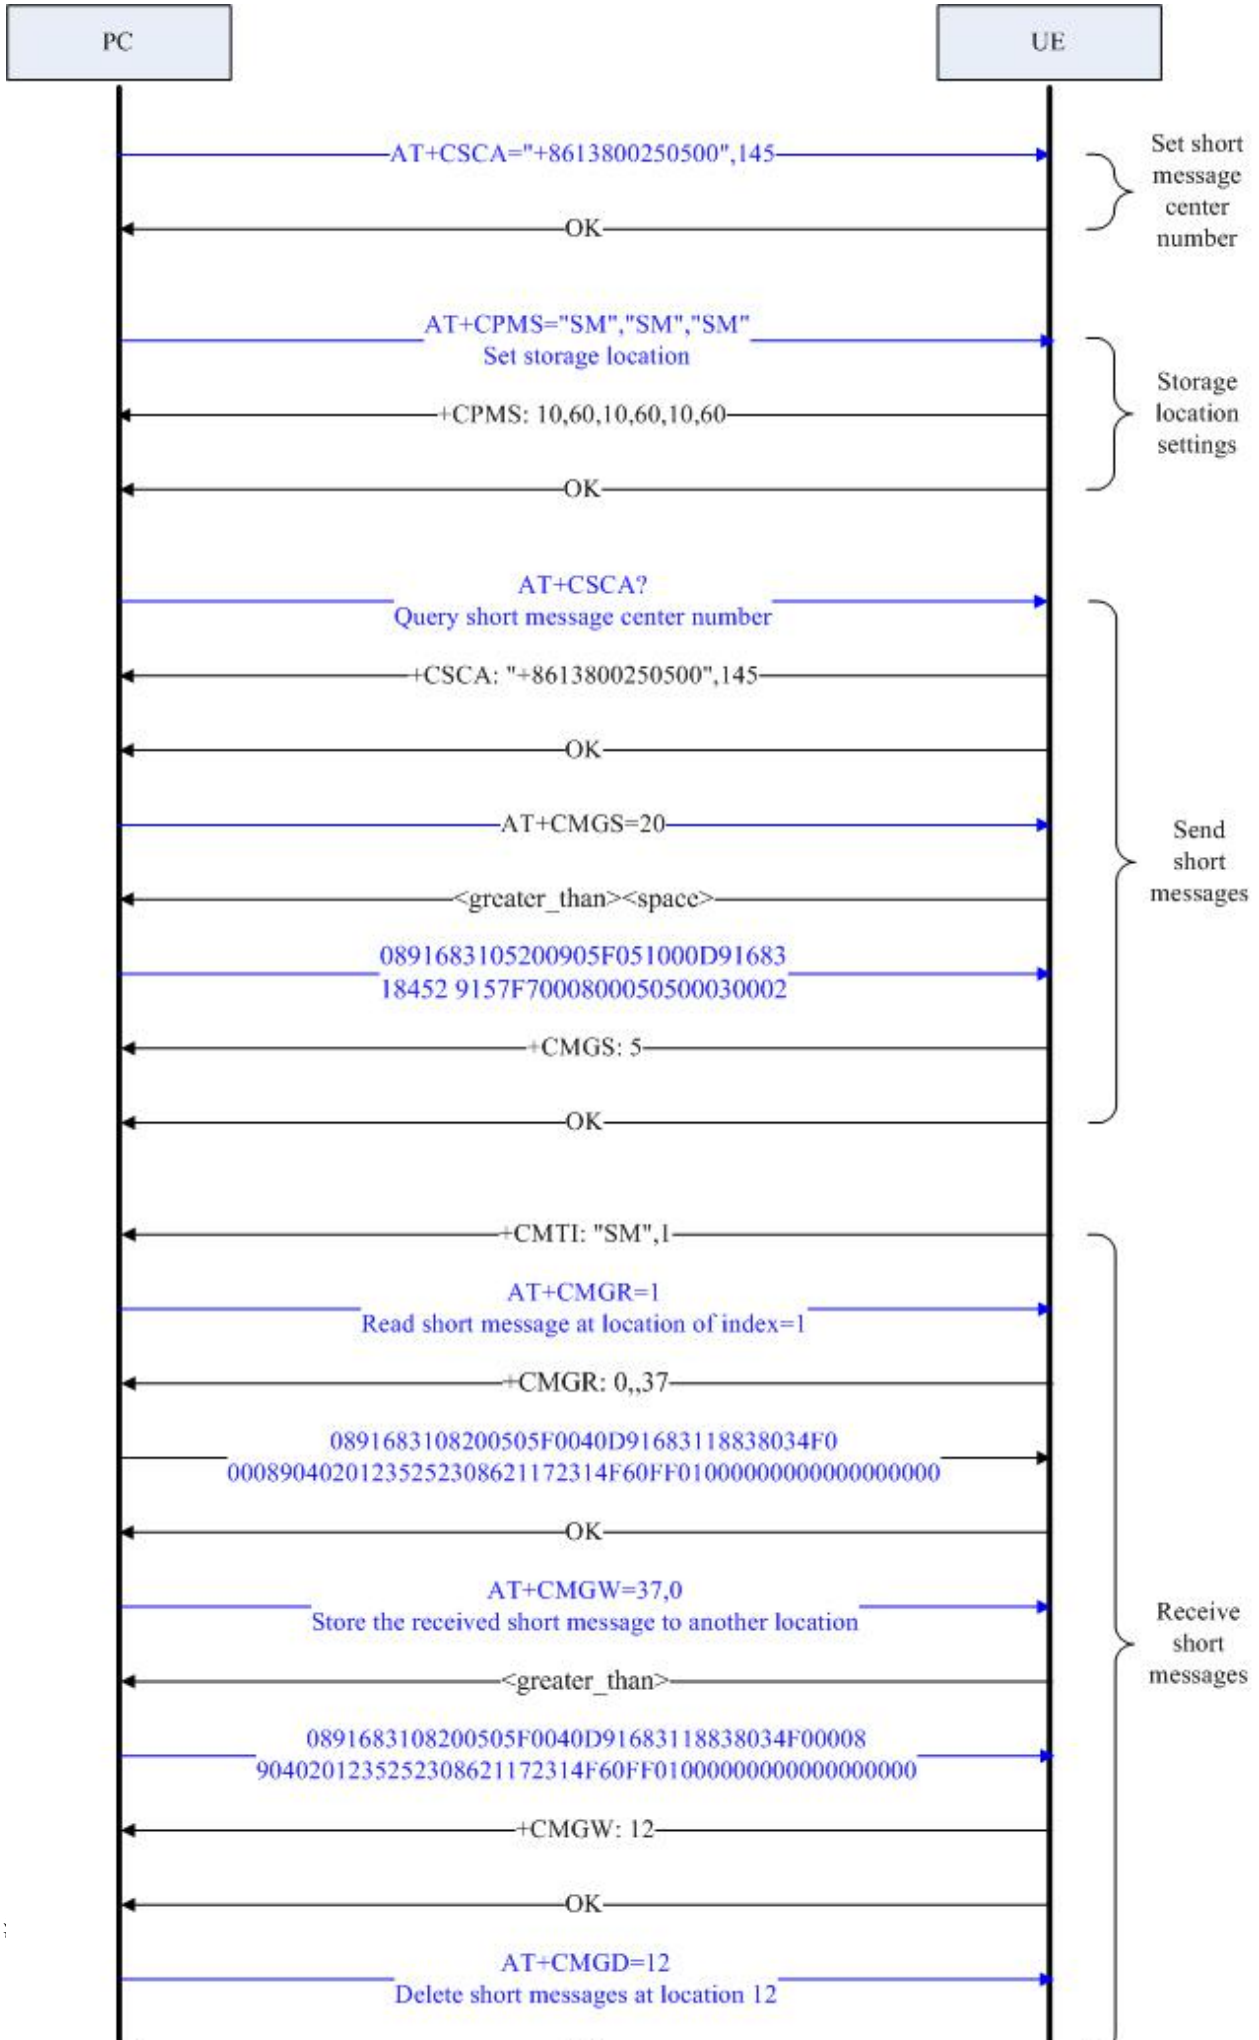 PC
UE
AT+CSCA="+8613800250500",145
Set short
message
center
number
OK
AT+CPMS="SM","SM","SM"
Set storage location
Storage
location
settings
+CPMS: 10,60,10,60,10,60
OK
AT+CSCA?
Query short message center number
+CSCA: "+8613800250500",145
OK
AT+CMGS=20
Send
short
messages
<greater_than><space>
0891683105200905F051000D91683
18452 9157F7000800050500030002
+CMGS: 5
OK
+CMTI: "SM",1
AT+CMGR=1
Read short message at location of index=1
+CMGR: 0,,37
0891683108200505F0040D91683118838034F0
00089040201235252308621172314F60FF01000000000000000000
OK
AT+CMGW=37,0
Store the received short message to another location
Receive
short
messages
<greater_than>
0891683108200505F0040D91683118838034F00008
9040201235252308621172314F60FF01000000000000000000
+CMGW: 12
OK
AT+CMGD=12
Delete short messages at location 12